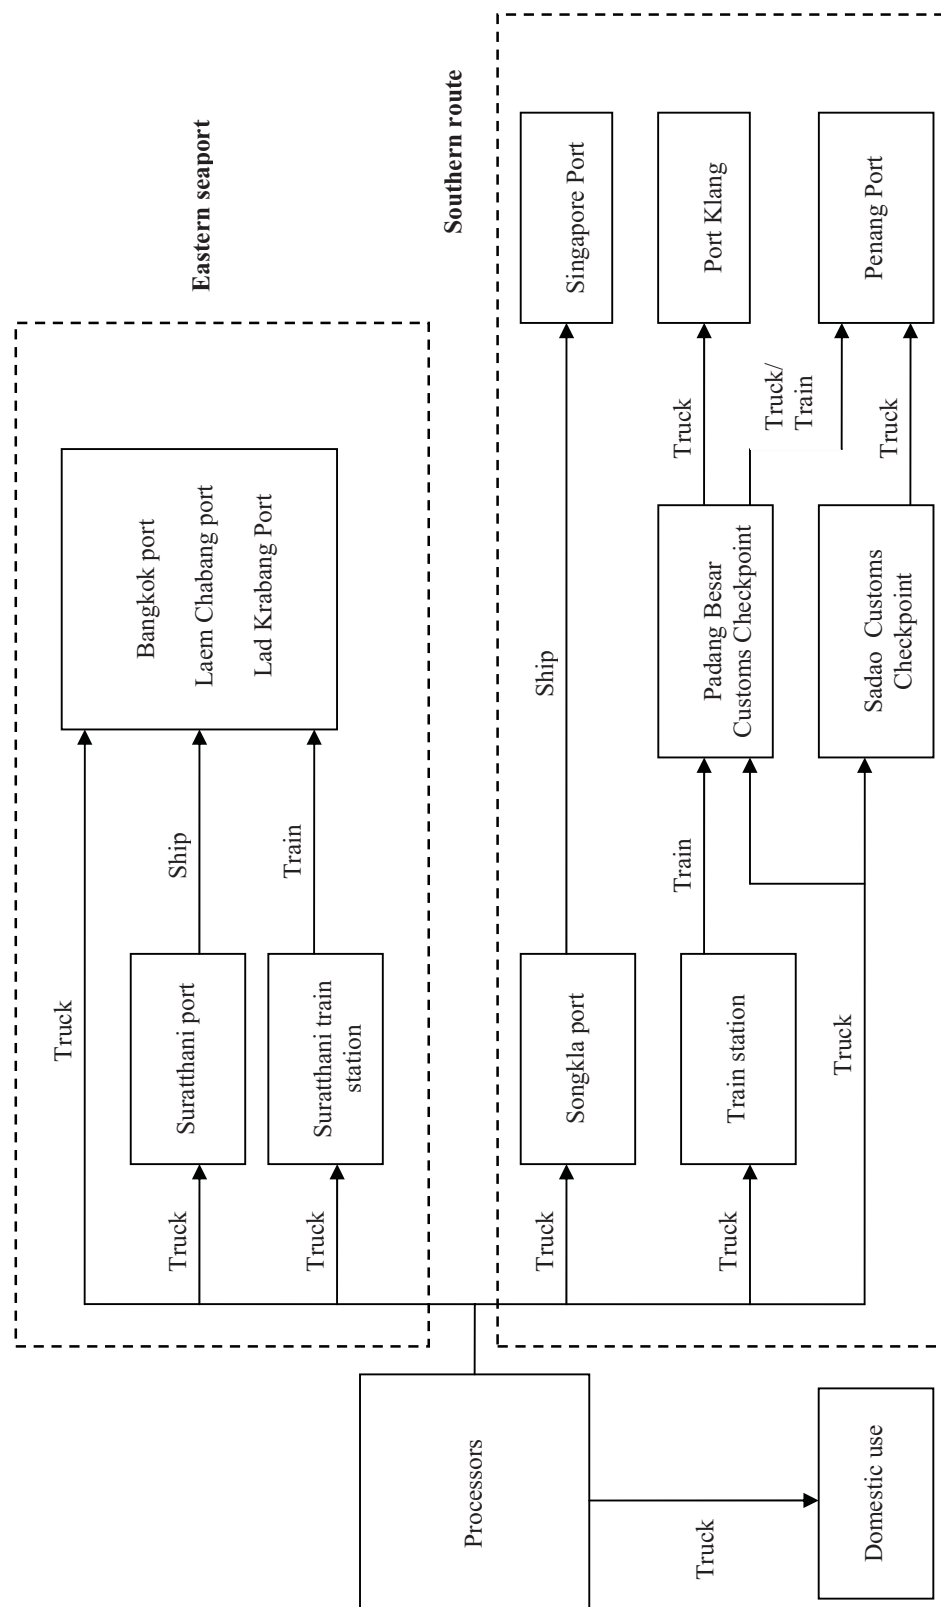 Eastern seaport
Truck
Bangkok port
Laem Chabang port
Lad Krabang Port
Truck
Suratthani port
Ship
Truck
Suratthani train
station
Train
Southern route
Processors
Truck
Songkla port
Ship
Singapore Port
Truck
Train station
Train
Padang Besar
Customs Checkpoint
Truck
Port Klang
Truck/
Train
Truck
Sadao  Customs
Checkpoint
Truck
Penang Port
Truck
Domestic use